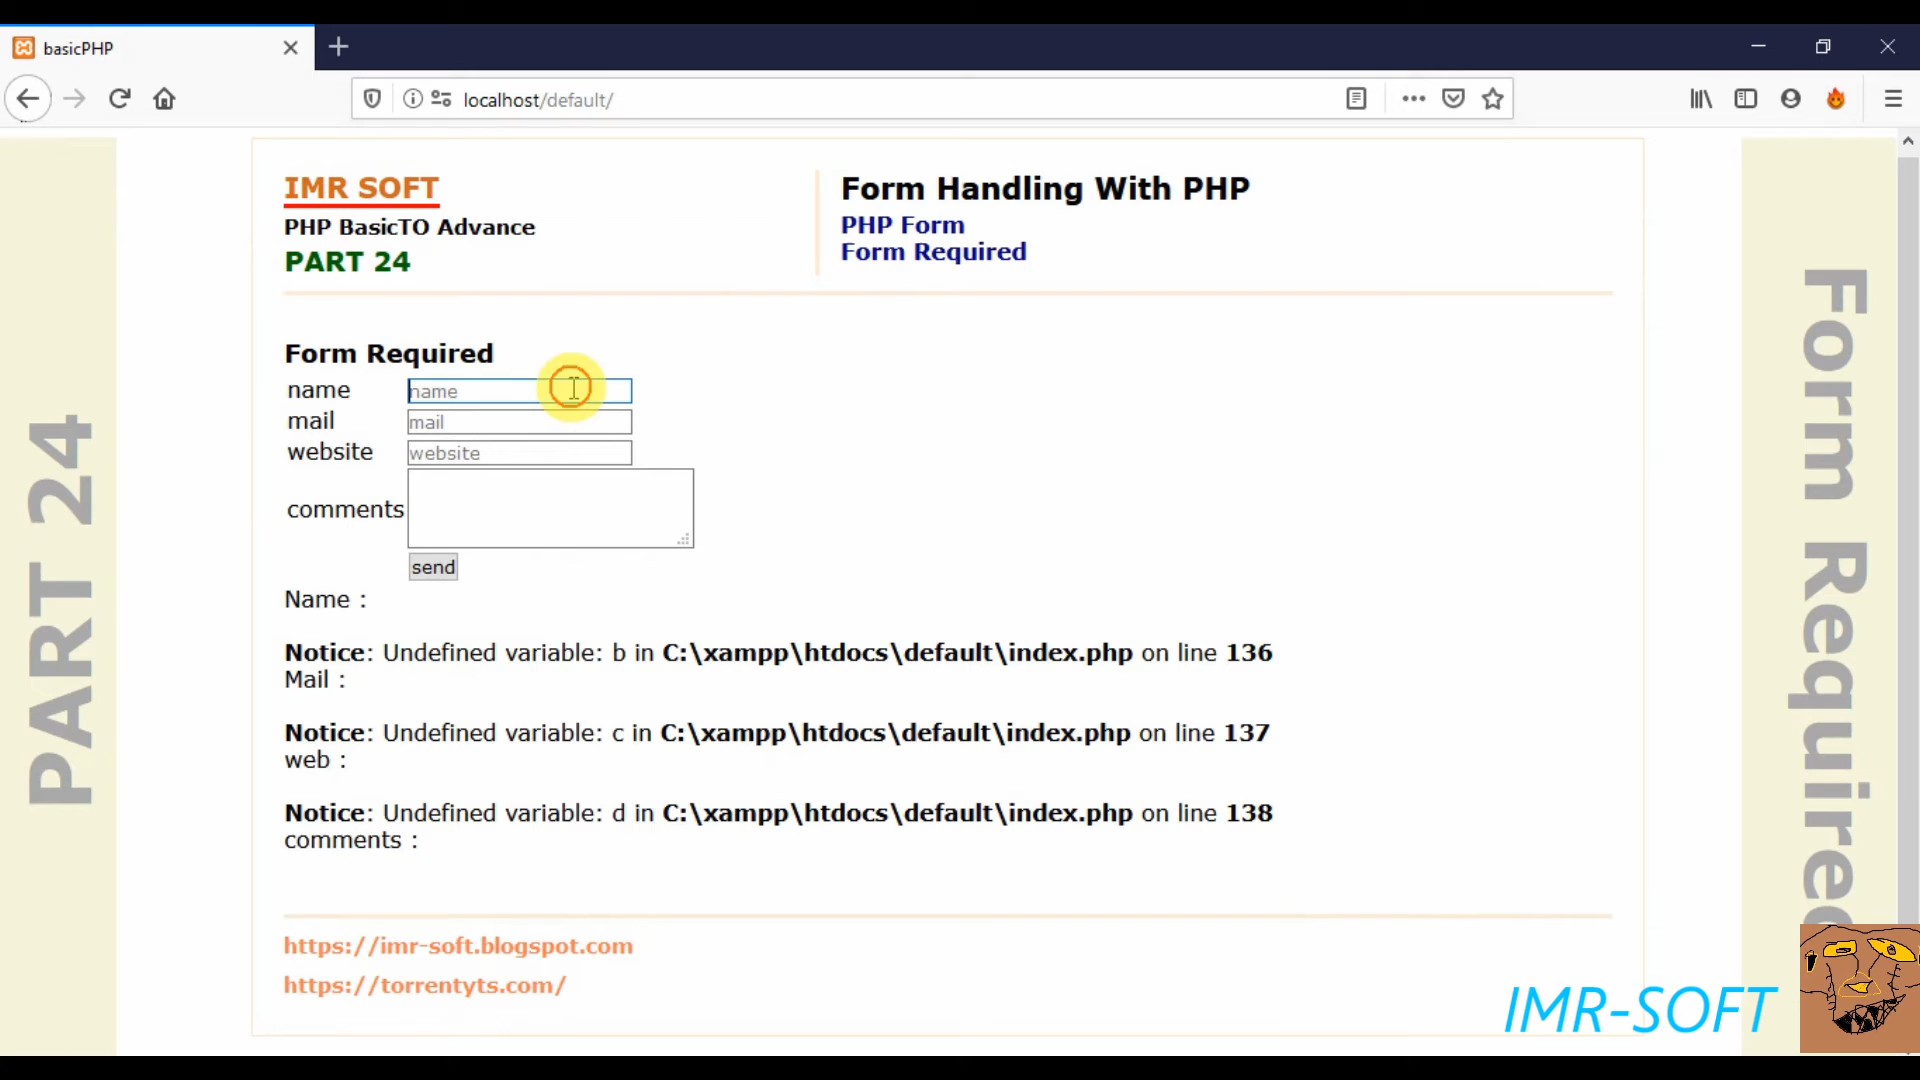 basicPHP
localhost/default/
IMR SOFT
PHP BasicTO Advance
PART 24
Form Handling With PHP
PHP Form
Form Required
Form Required
name name
mail mail
website website
comments
send
Name :
Notice: Undefined variable: b in C:\xampp\htdocs\default\index.php on line 136
Mail :
Notice: Undefined variable: c in C:\xampp\htdocs\default\index.php on line 137
web :
Notice: Undefined variable: d in C:\xampp\htdocs\default\index.php on line 138
comments :
https://imr-soft.blogspot.com
https://torrentyts.com/
PART 24
Form Required
IMR-SOFT